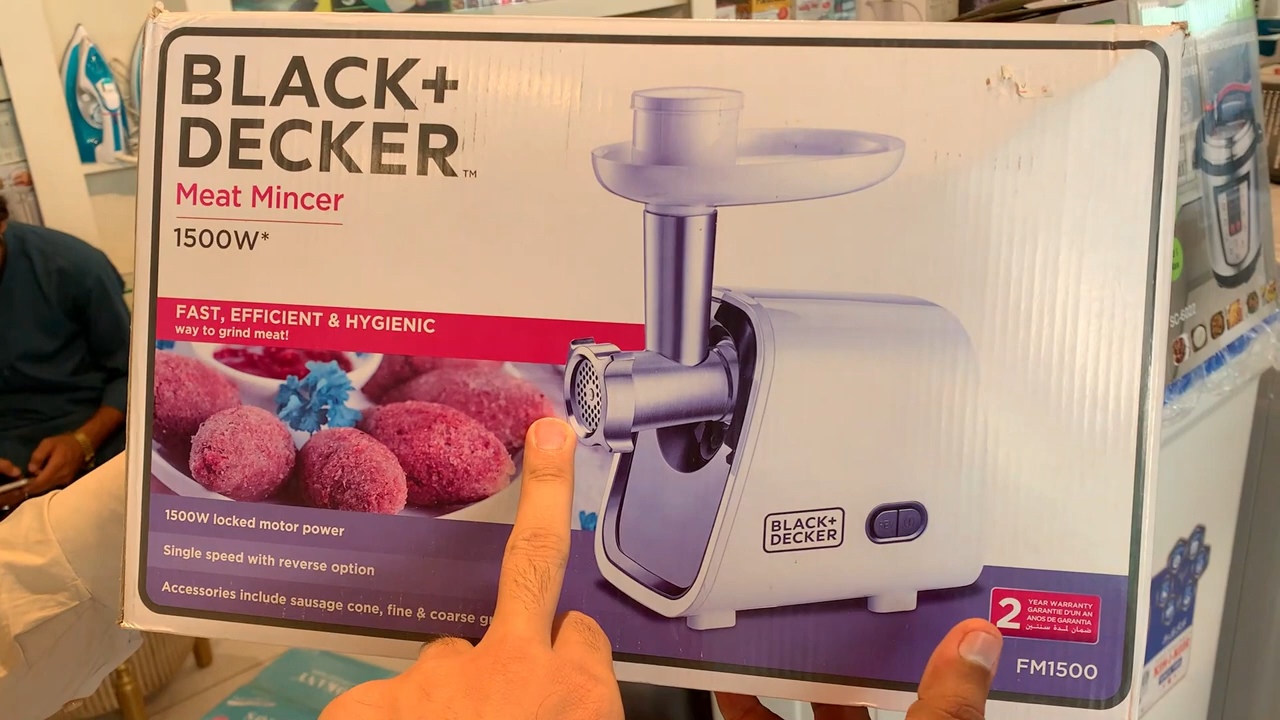 BLACK+
DECKER™
Meat Mincer
1500W*
FAST, EFFICIENT & HYGIENIC
way to grind meat!
1500W locked motor power
Single speed with reverse option
Accessories include sausage cone, fine & coarse
BLACK+
DECKER
2
YEAR WARRANTY
GARANTIE D'UN AN
ANOS DE GARANTIA
ضمان لمدة سنتين
FM1500